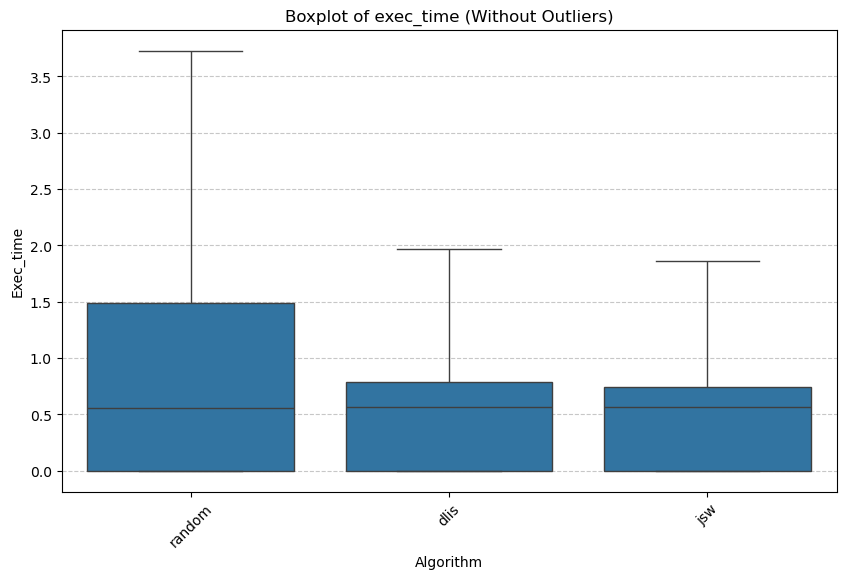 Boxplot of exec_time (Without Outliers)
Exec_time
3.5
3.0
2.5
2.0
1.5
1.0
0.5
0.0
random
dlis
jsw
Algorithm